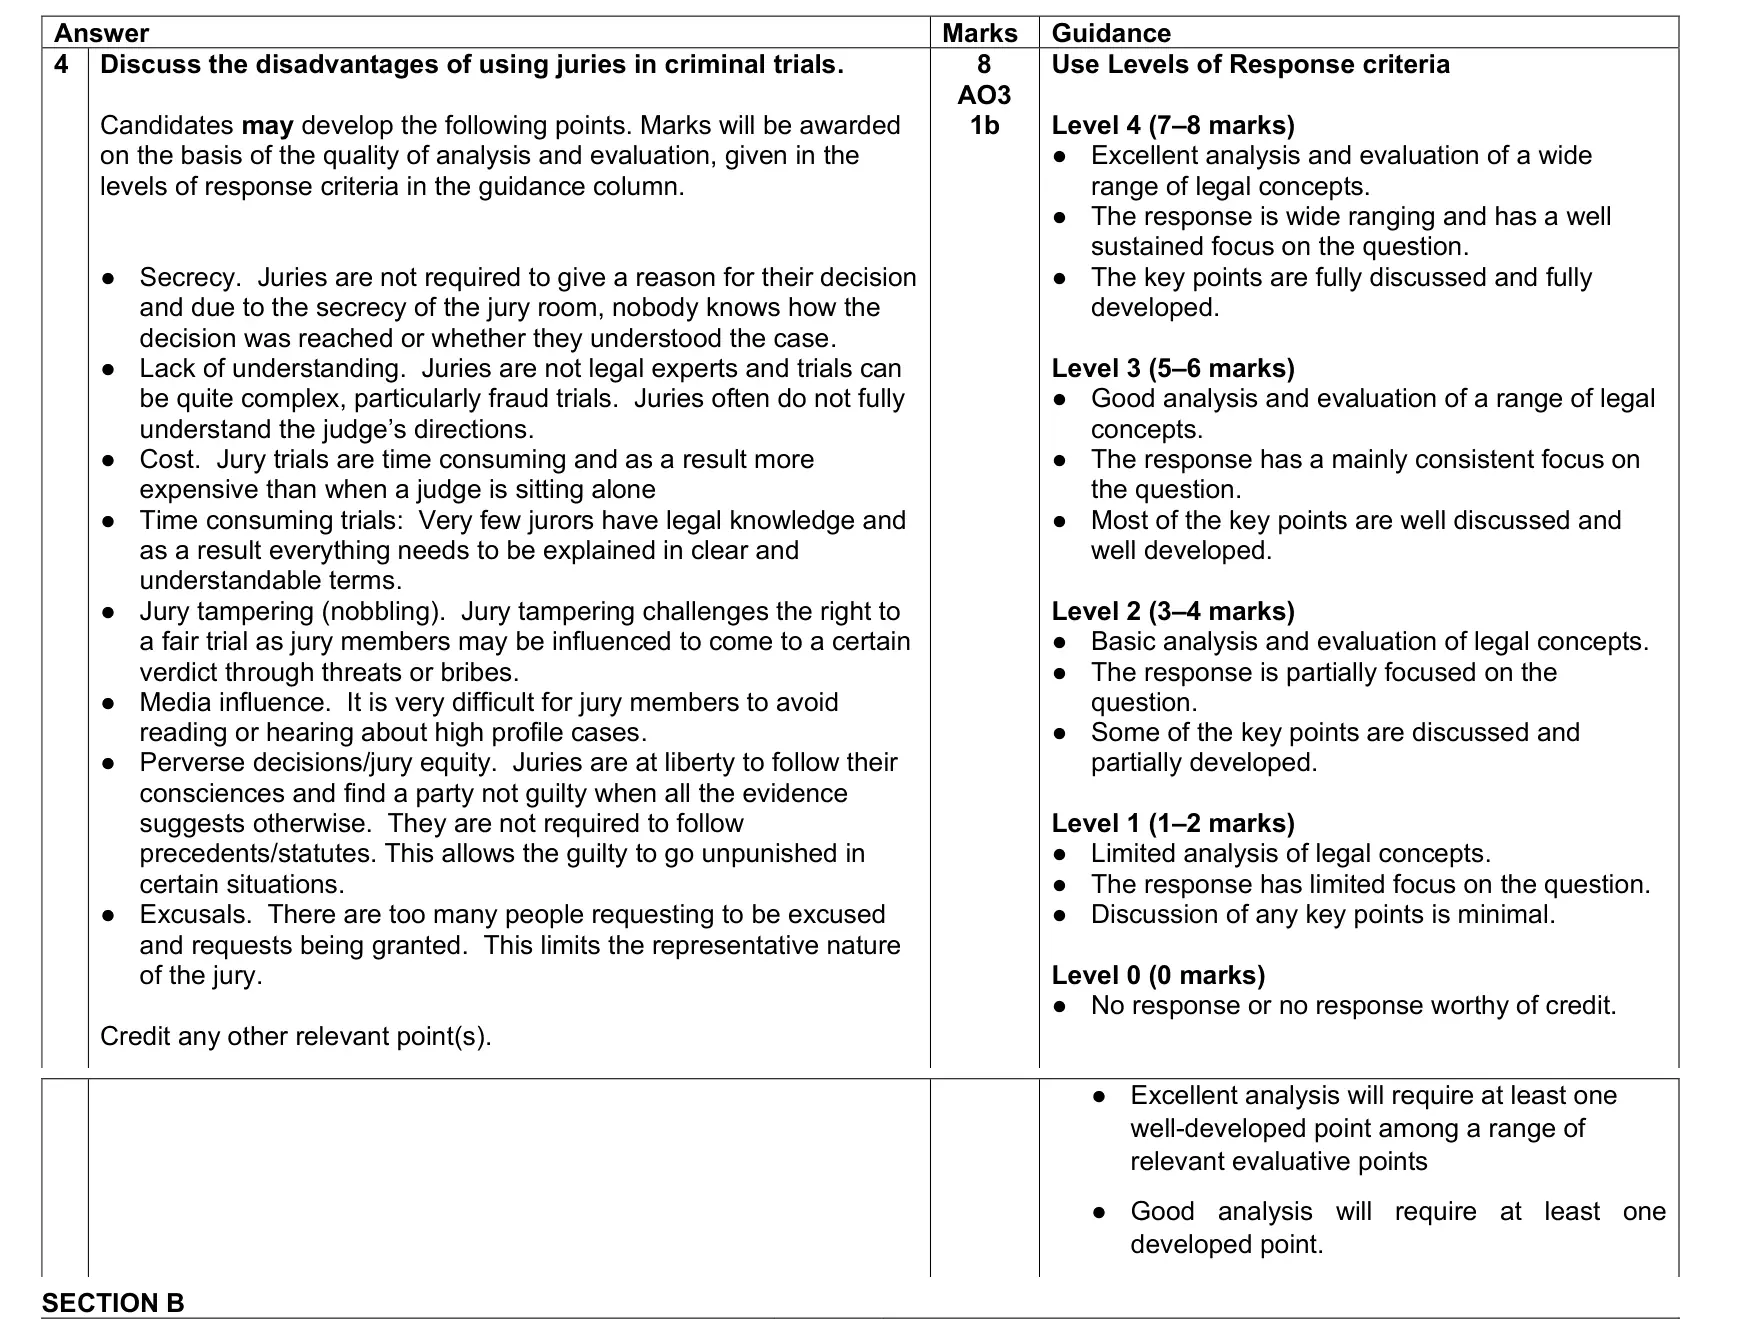 Answer
Marks
Guidance
4
Discuss the disadvantages of using juries in criminal trials.
Candidates may develop the following points. Marks will be awarded
on the basis of the quality of analysis and evaluation, given in the
levels of response criteria in the guidance column.
● Secrecy. Juries are not required to give a reason for their decision
and due to the secrecy of the jury room, nobody knows how the
decision was reached or whether they understood the case.
● Lack of understanding. Juries are not legal experts and trials can
be quite complex, particularly fraud trials. Juries often do not fully
understand the judge’s directions.
● Cost. Jury trials are time consuming and as a result more
expensive than when a judge is sitting alone
● Time consuming trials: Very few jurors have legal knowledge and
as a result everything needs to be explained in clear and
understandable terms.
● Jury tampering (nobbling). Jury tampering challenges the right to
a fair trial as jury members may be influenced to come to a certain
verdict through threats or bribes.
● Media influence. It is very difficult for jury members to avoid
reading or hearing about high profile cases.
● Perverse decisions/jury equity. Juries are at liberty to follow their
consciences and find a party not guilty when all the evidence
suggests otherwise. They are not required to follow
precedents/statutes. This allows the guilty to go unpunished in
certain situations.
● Excusals. There are too many people requesting to be excused
and requests being granted. This limits the representative nature
of the jury.
Credit any other relevant point(s).
8
AO3
1b
Use Levels of Response criteria
Level 4 (7–8 marks)
● Excellent analysis and evaluation of a wide
range of legal concepts.
● The response is wide ranging and has a well
sustained focus on the question.
● The key points are fully discussed and fully
developed.
Level 3 (5–6 marks)
● Good analysis and evaluation of a range of legal
concepts.
● The response has a mainly consistent focus on
the question.
● Most of the key points are well discussed and
well developed.
Level 2 (3–4 marks)
● Basic analysis and evaluation of legal concepts.
● The response is partially focused on the
question.
● Some of the key points are discussed and
partially developed.
Level 1 (1–2 marks)
● Limited analysis of legal concepts.
● The response has limited focus on the question.
● Discussion of any key points is minimal.
Level 0 (0 marks)
● No response or no response worthy of credit.
● Excellent analysis will require at least one
well-developed point among a range of
relevant evaluative points
● Good analysis will require at least one
developed point.
SECTION B